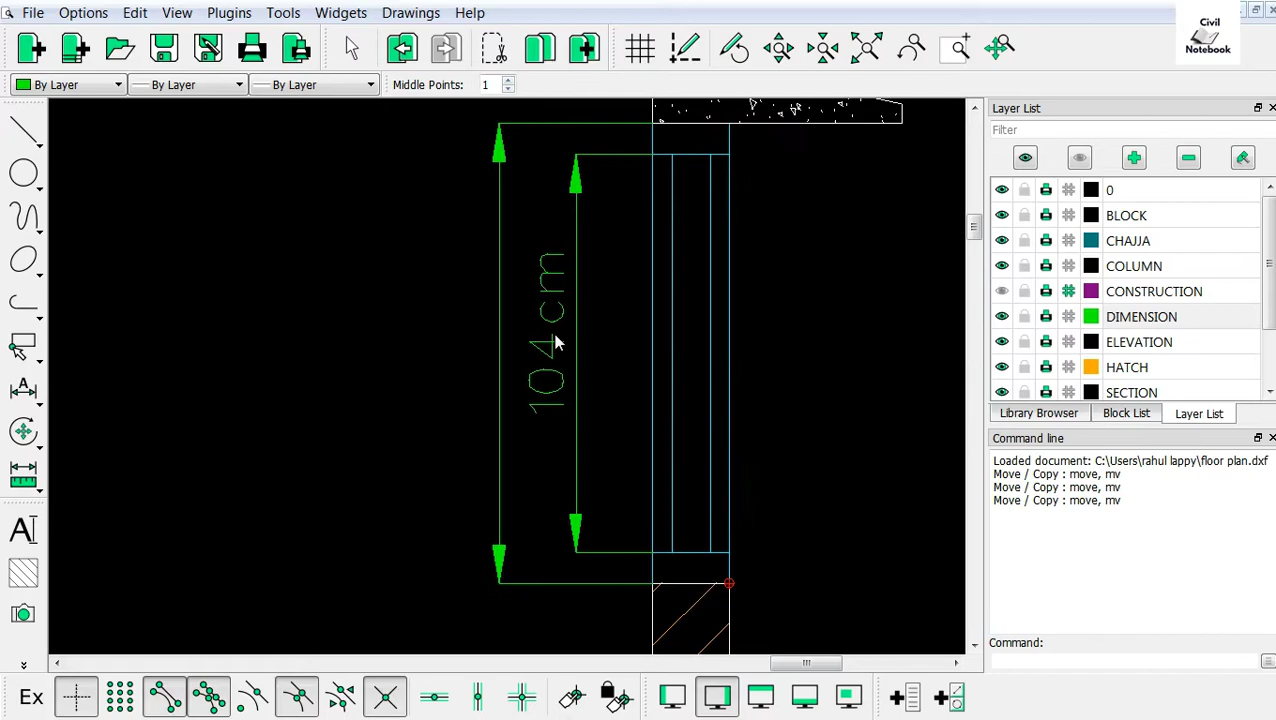 File Options Edit View Plugins Tools Widgets Drawings Help
Civil
Notebook
By Layer By Layer By Layer Middle Points: 1
Layer List
Filter
0
BLOCK
CHAJJA
COLUMN
CONSTRUCTION
DIMENSION
ELEVATION
HATCH
SECTION
Library Browser Block List Layer List
Command line
Loaded document: C:\Users\rahul lappy\floor plan.dxf
Move / Copy : move, mv
Move / Copy : move, mv
Move / Copy : move, mv
Command:
104cm
A
A
Ex